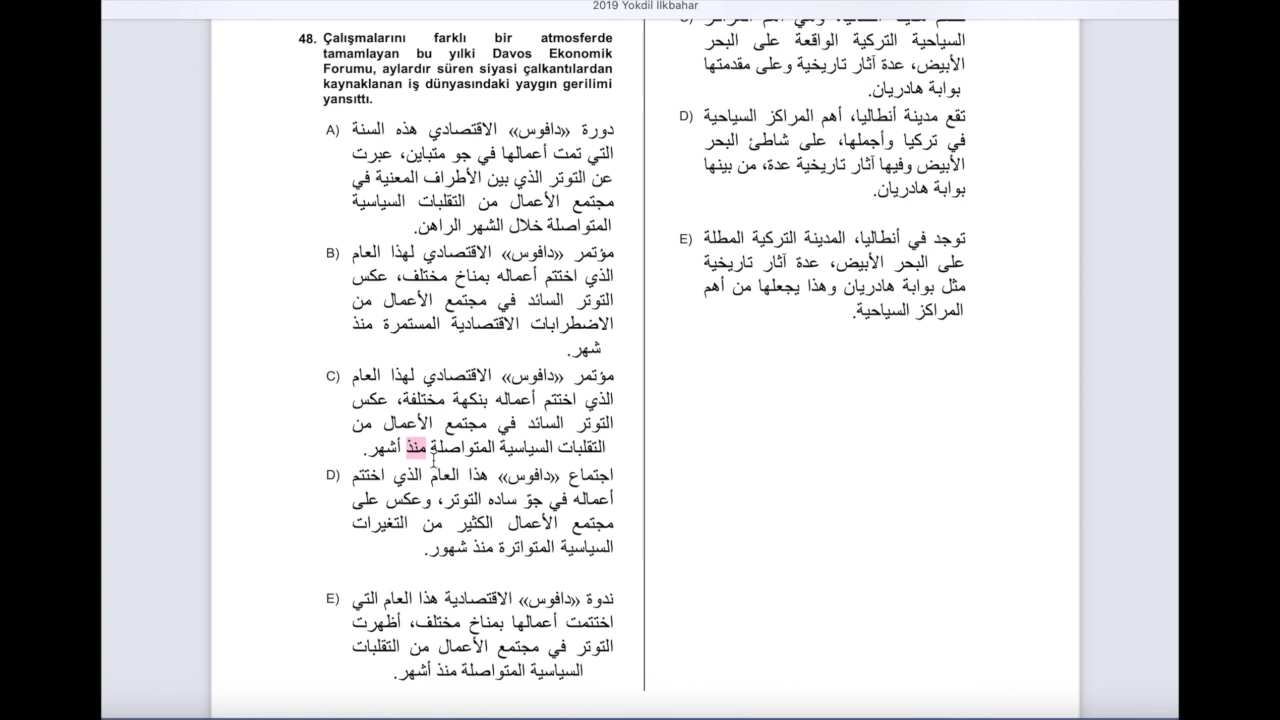 2019 Yokdil Ilkbahar
48. Çalışmalarını farklı bir atmosferde
tamamlayan bu yılki Davos Ekonomik
Forumu, aylardır süren siyasi çalkantılardan
kaynaklanan iş dünyasındaki yaygın gerilimi
yansıttı.
A) دورة «دافوس» الاقتصادي هذه السنة
التي تمت أعمالها في جو متباين، عبرت
عن التوتر الذي بين الأطراف المعنية في
مجتمع الأعمال من التقلبات السياسية
المتواصلة خلال الشهر الراهن.
B) مؤتمر «دافوس» الاقتصادي لهذا العام
الذي اختتم أعماله بمناخ مختلف، عكس
التوتر السائد في مجتمع الأعمال من
الاضطرابات الاقتصادية المستمرة منذ
شهر.
C) مؤتمر «دافوس» الاقتصادي لهذا العام
الذي اختتم أعماله بنكهة مختلفة، عكس
التوتر السائد في مجتمع الأعمال من
التقلبات السياسية المتواصلة منذ أشهر.
D) اجتماع «دافوس» هذا العام الذي اختتم
أعماله في جوّ ساده التوتر، وعكس على
مجتمع الأعمال الكثير من التغيرات
السياسية المتواترة منذ شهور.
E) ندوة «دافوس» الاقتصادية هذا العام التي
اختتمت أعمالها بمناخ مختلف، أظهرت
التوتر في مجتمع الأعمال من التقلبات
السياسية المتواصلة منذ أشهر.
السياسية التركية الواقعة على البحر
الأبيض، عدة آثار تاريخية وعلى مقدمتها
بوابة هادريان.
D) تقع مدينة أنطاليا، أهم المراكز السياحية
في تركيا وأجملها، على شاطئ البحر
الأبيض وفيها آثار تاريخية عدة، من بينها
بوابة هادريان.
E) توجد في أنطاليا، المدينة التركية المطلة
على البحر الأبيض، عدة آثار تاريخية
مثل بوابة هادريان وهذا يجعلها من أهم
المراكز السياحية.